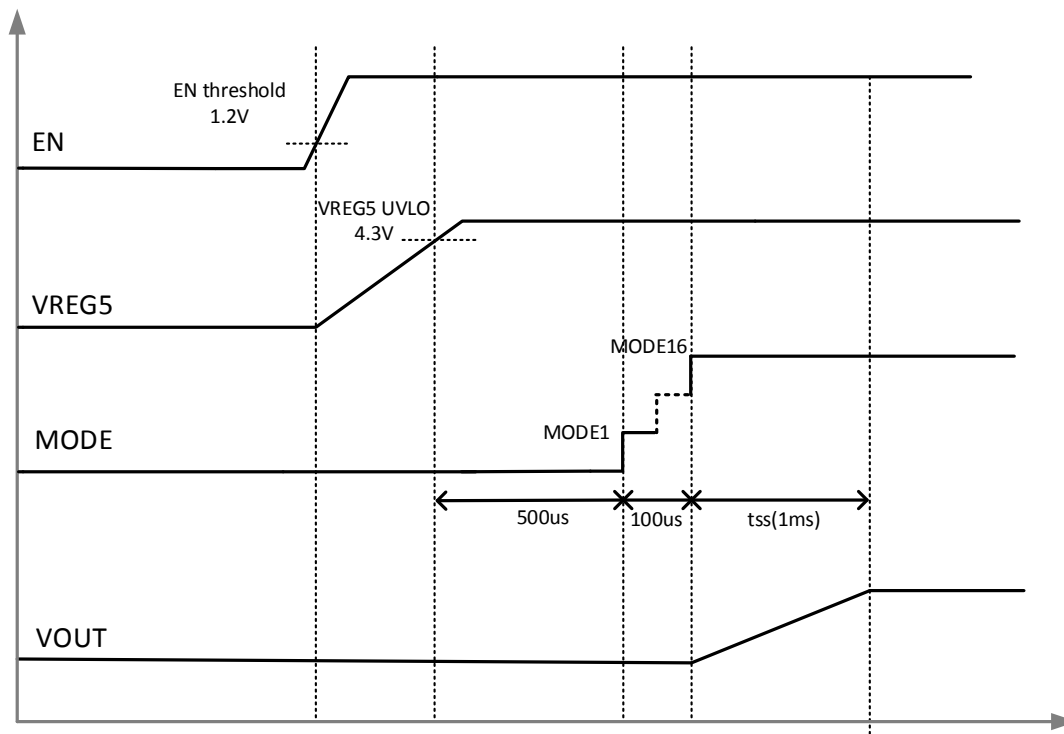 EN threshold
1.2V
EN
VREG5 UVLO
4.3V
VREG5
MODE16
MODE1
MODE
500us
100us
tss(1ms)
VOUT